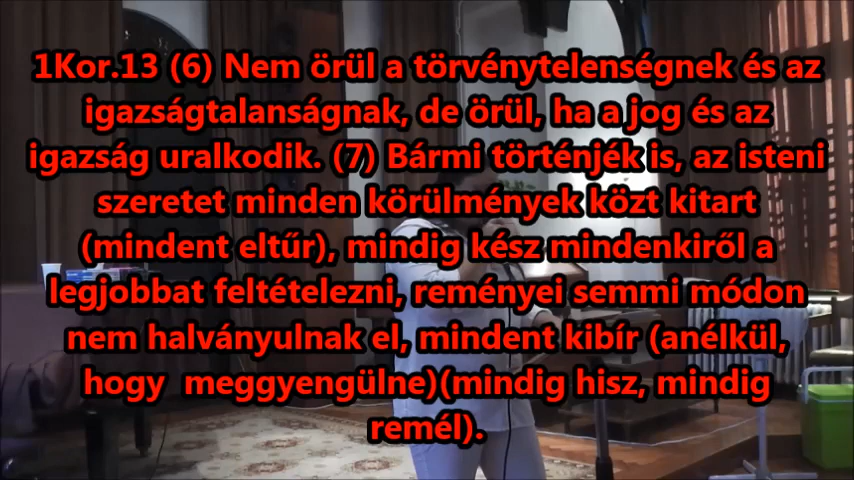 1Kor.13 (6) Nem örül a törvénytelenségnek és az
igazságtalanságnak, de örül, ha a jog és az
igazság uralkodik. (7) Bármi történjék is, az isteni
szeretet minden körülmények közt kitart
(mindent eltűr), mindig kész mindenkiről a
legjobbat feltételezni, reményei semmi módon
nem halványulnak el, mindent kibír (anélkül,
hogy  meggyengülne)(mindig hisz, mindig
remél).